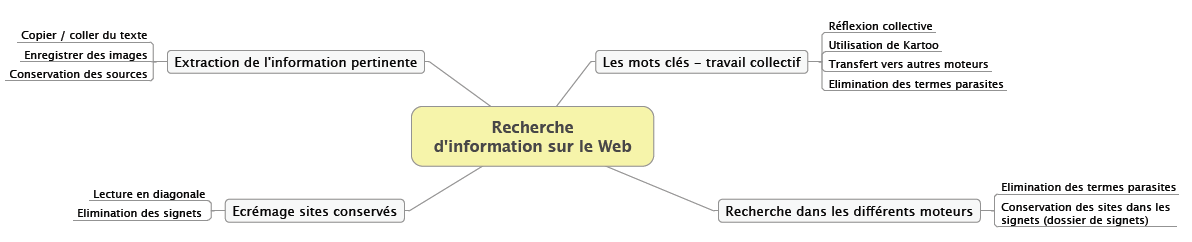 Recherche
d'information sur le Web
Les mots clés - travail collectif
Réflexion collective
Utilisation de Kartoo
Transfert vers autres moteurs
Elimination des termes parasites
Recherche dans les différents moteurs
Elimination des termes parasites
Conservation des sites dans les
signets (dossier de signets)
Ecrémage sites conservés
Lecture en diagonale
Elimination des signets
Extraction de l'information pertinente
Copier / coller du texte
Enregistrer des images
Conservation des sources